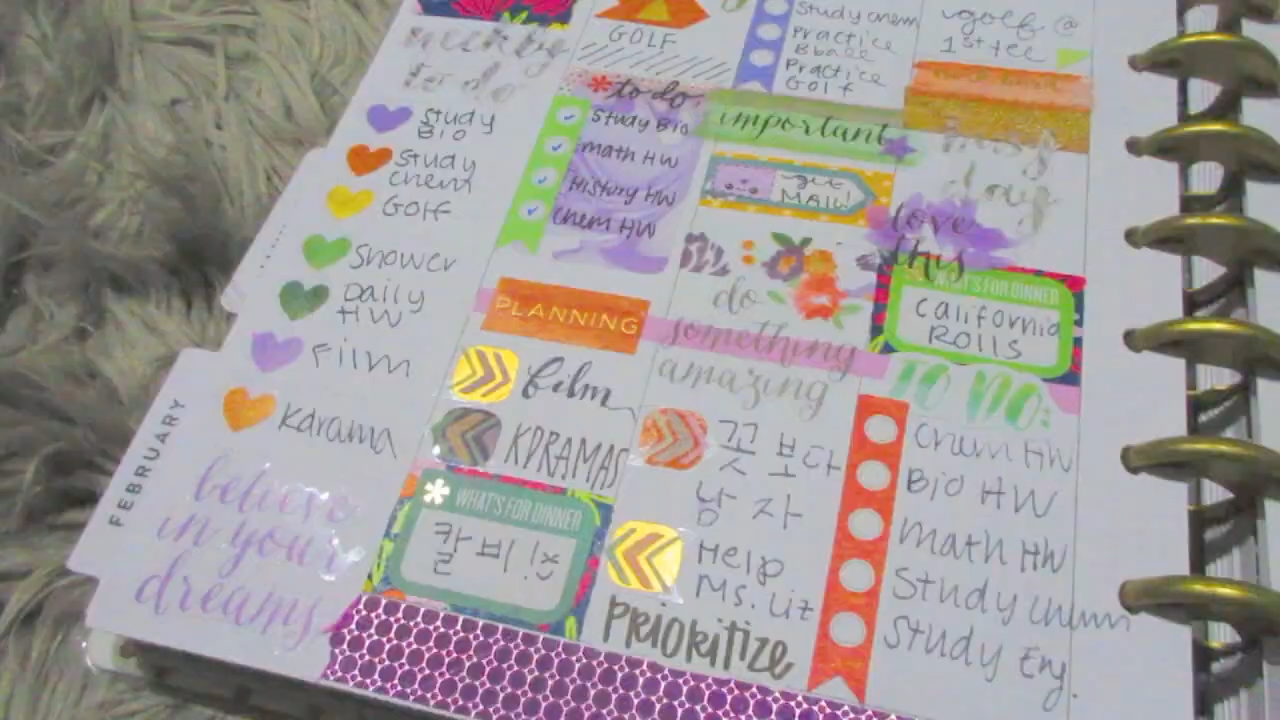 weekly
to do
study
Bio
Study
chem
GOLF
Shower
Daily
HW
Film
Kdrama
FEBRUARY
believe
in your
dreams
GOLF
to do
Study Bio
math HW
History HW
Chem HW
PLANNING
film
KDRAMAS
WHAT'S FOR DINNER
칼비!:)
Study chem
Practice
Bball
Practice
Golf
important
get
MAIL!
do
something
amazing
꼿 보다
남자
Help
Ms. Liz
PRIORITIZE
golf @
1st tee
busy
day
love
this
WHAT'S FOR DINNER
California
ROLLS
TO DO:
Chem HW
Bio HW
Math HW
Study Chem
Study Eng.